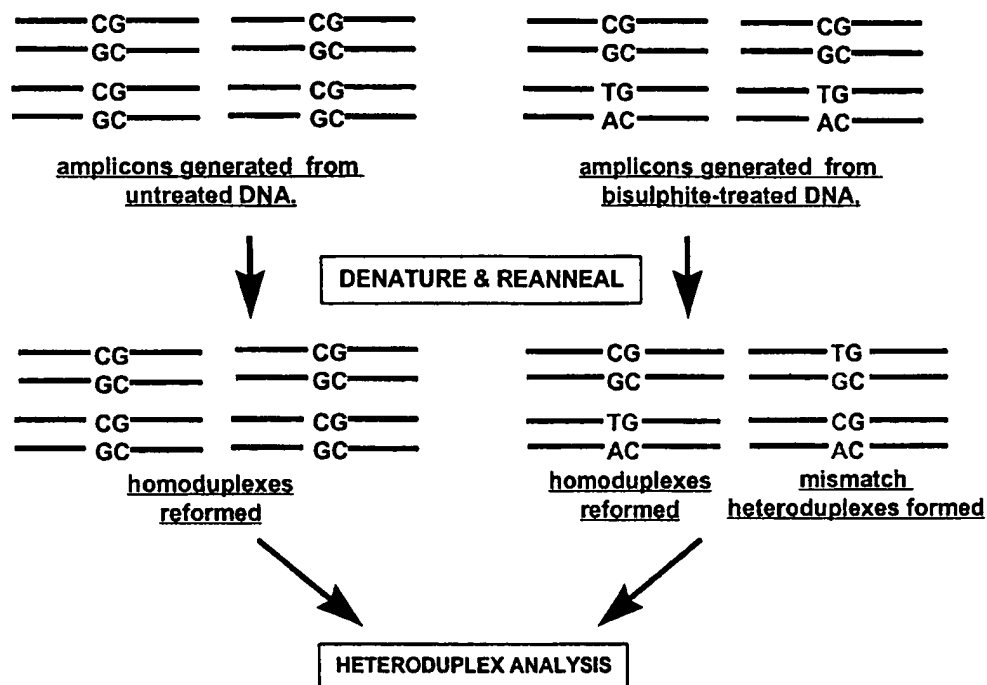 CG CG CG CG
GC GC GC GC
CG CG TG TG
GC GC AC AC
amplicons generated from
untreated DNA.
amplicons generated from
bisulphite-treated DNA.
DENATURE & REANNEAL
CG CG CG TG
GC GC GC GC
CG CG TG CG
GC GC AC AC
homoduplexes
reformed
homoduplexes
reformed
mismatch
heteroduplexes formed
HETERODUPLEX ANALYSIS